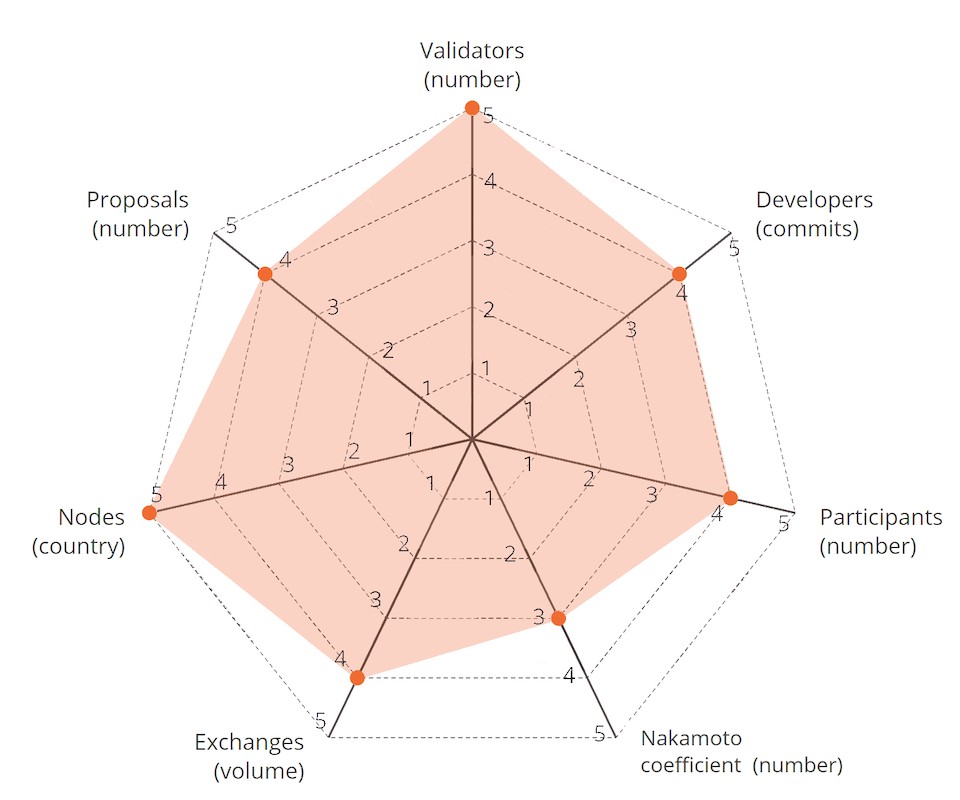 Validators
(number)
5
4
3
2
1
Developers
(commits)
5
4
3
2
1
Participants
(number)
5
4
3
2
1
Nakamoto
coefficient (number)
5
4
3
2
1
Exchanges
(volume)
5
4
3
2
1
Nodes
(country)
5
4
3
2
1
Proposals
(number)
5
4
3
2
1